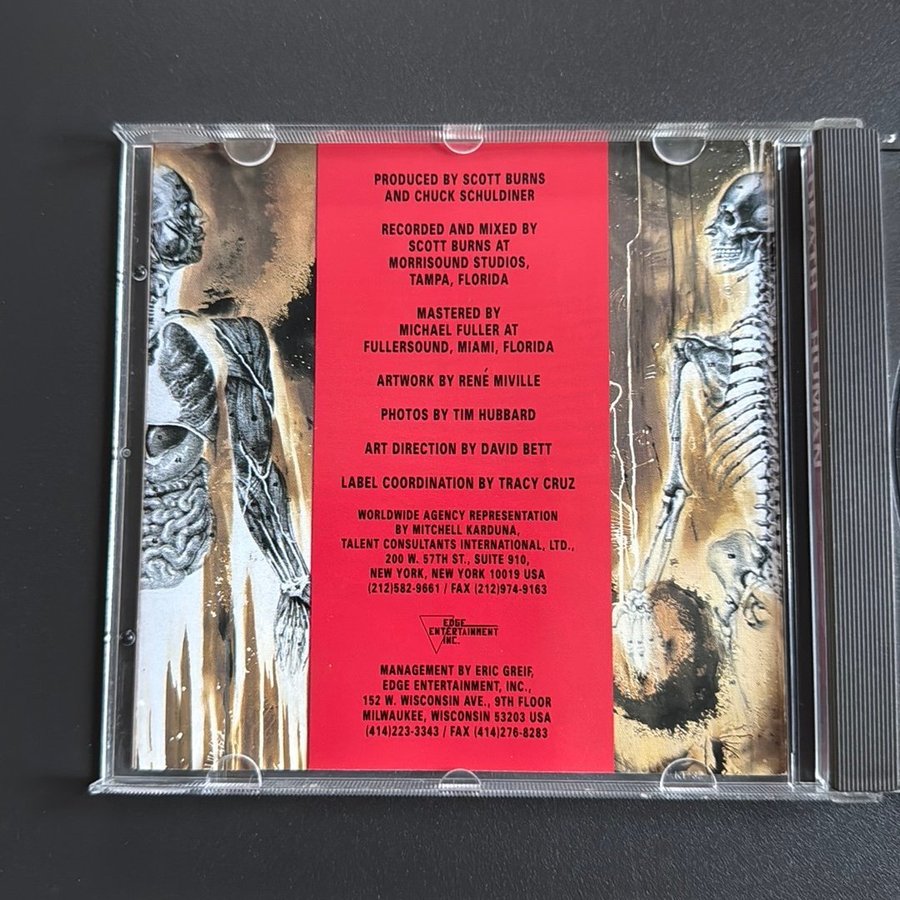 PRODUCED BY SCOTT BURNS
AND CHUCK SCHULDINER
RECORDED AND MIXED BY
SCOTT BURNS AT
MORRISOUND STUDIOS,
TAMPA, FLORIDA
MASTERED BY
MICHAEL FULLER AT
FULLERSOUND, MIAMI, FLORIDA
ARTWORK BY RENÉ MIVILLE
PHOTOS BY TIM HUBBARD
ART DIRECTION BY DAVID BETT
LABEL COORDINATION BY TRACY CRUZ
WORLDWIDE AGENCY REPRESENTATION
BY MITCHELL KARDUNA,
TALENT CONSULTANTS INTERNATIONAL, LTD.,
200 W. 57TH ST., SUITE 910,
NEW YORK, NEW YORK 10019 USA
(212)582-9661 / FAX (212)974-9163
EDGE
ENTERTAINMENT
INC.
MANAGEMENT BY ERIC GREIF,
EDGE ENTERTAINMENT, INC.,
152 W. WISCONSIN AVE., 9TH FLOOR
MILWAUKEE, WISCONSIN 53203 USA
(414)223-3343 / FAX (414)276-8283
DEATH HUMAN